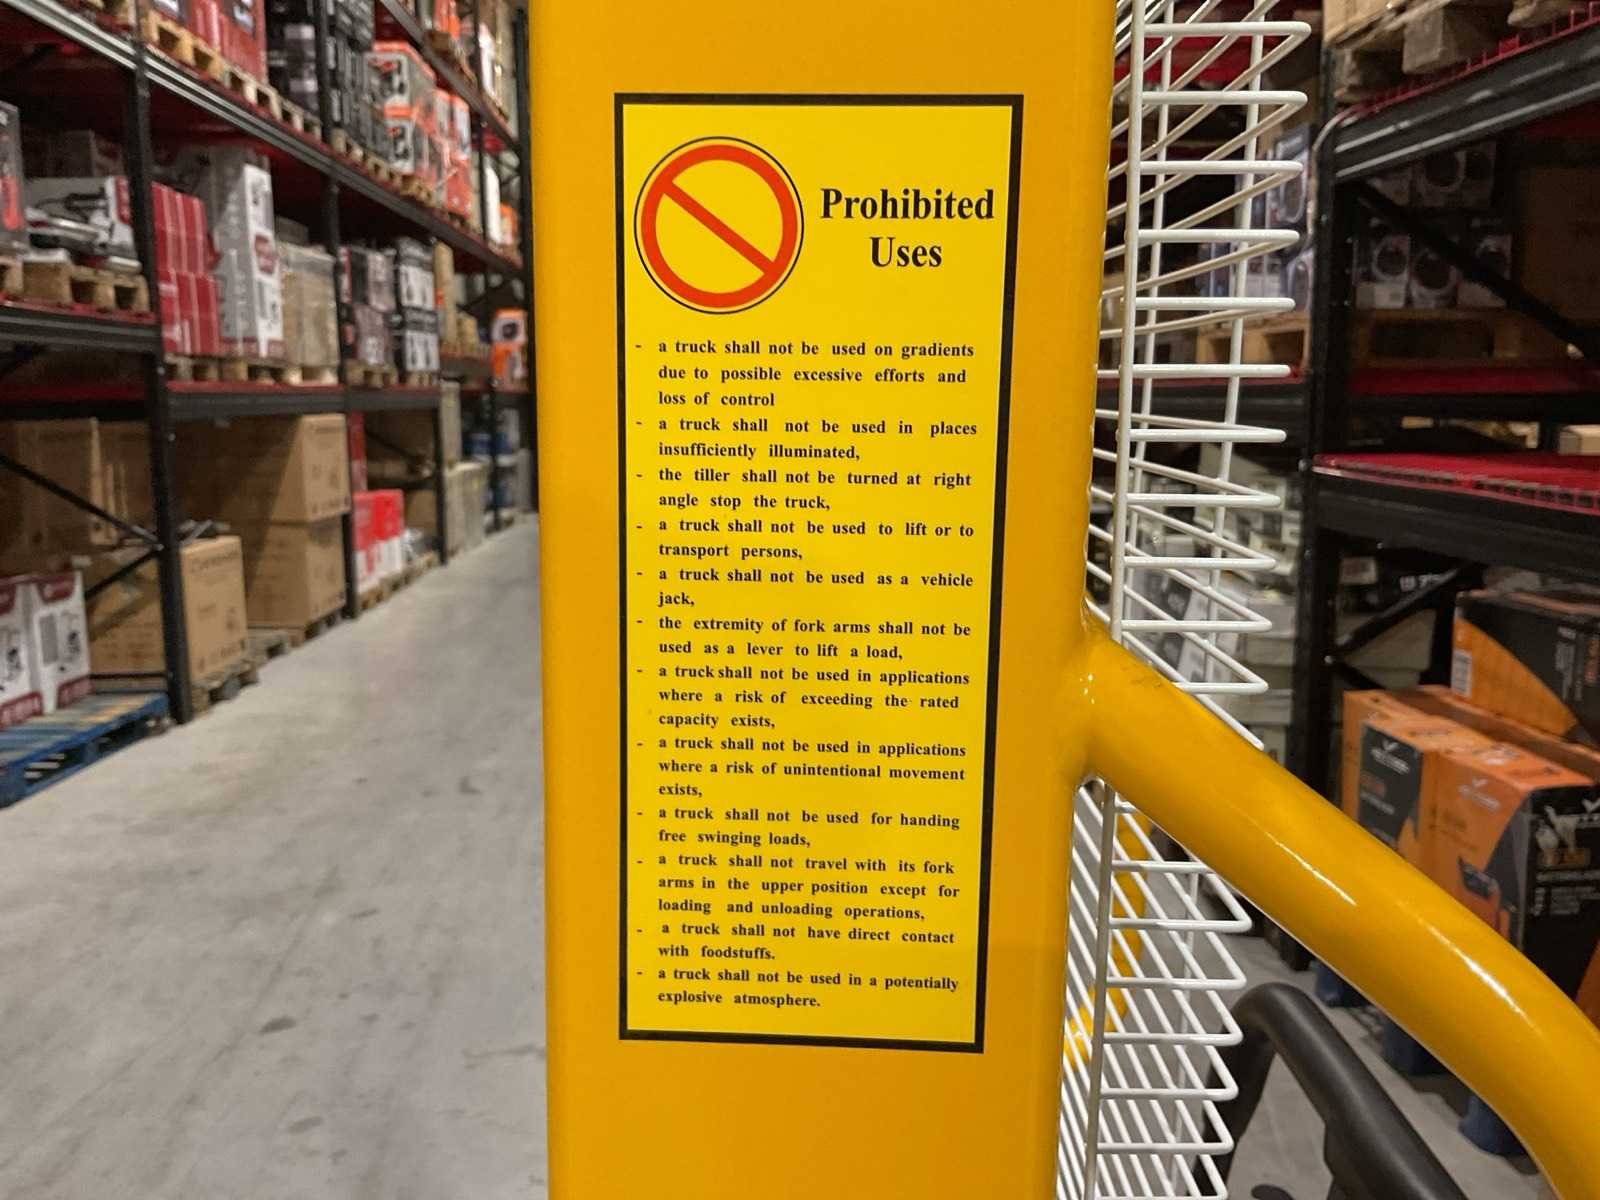 Prohibited
Uses
- a truck shall not be used on gradients
due to possible excessive efforts and
loss of control
- a truck shall not be used in places
insufficiently illuminated,
- the tiller shall not be turned at right
angle stop the truck,
- a truck shall not be used to lift or to
transport persons,
- a truck shall not be used as a vehicle
jack,
- the extremity of fork arms shall not be
used as a lever to lift a load,
- a truck shall not be used in applications
where a risk of exceeding the rated
capacity exists,
- a truck shall not be used in applications
where a risk of unintentional movement
exists,
- a truck shall not be used for handing
free swinging loads,
- a truck shall not travel with its fork
arms in the upper position except for
loading and unloading operations,
- a truck shall not have direct contact
with foodstuffs.
- a truck shall not be used in a potentially
explosive atmosphere.